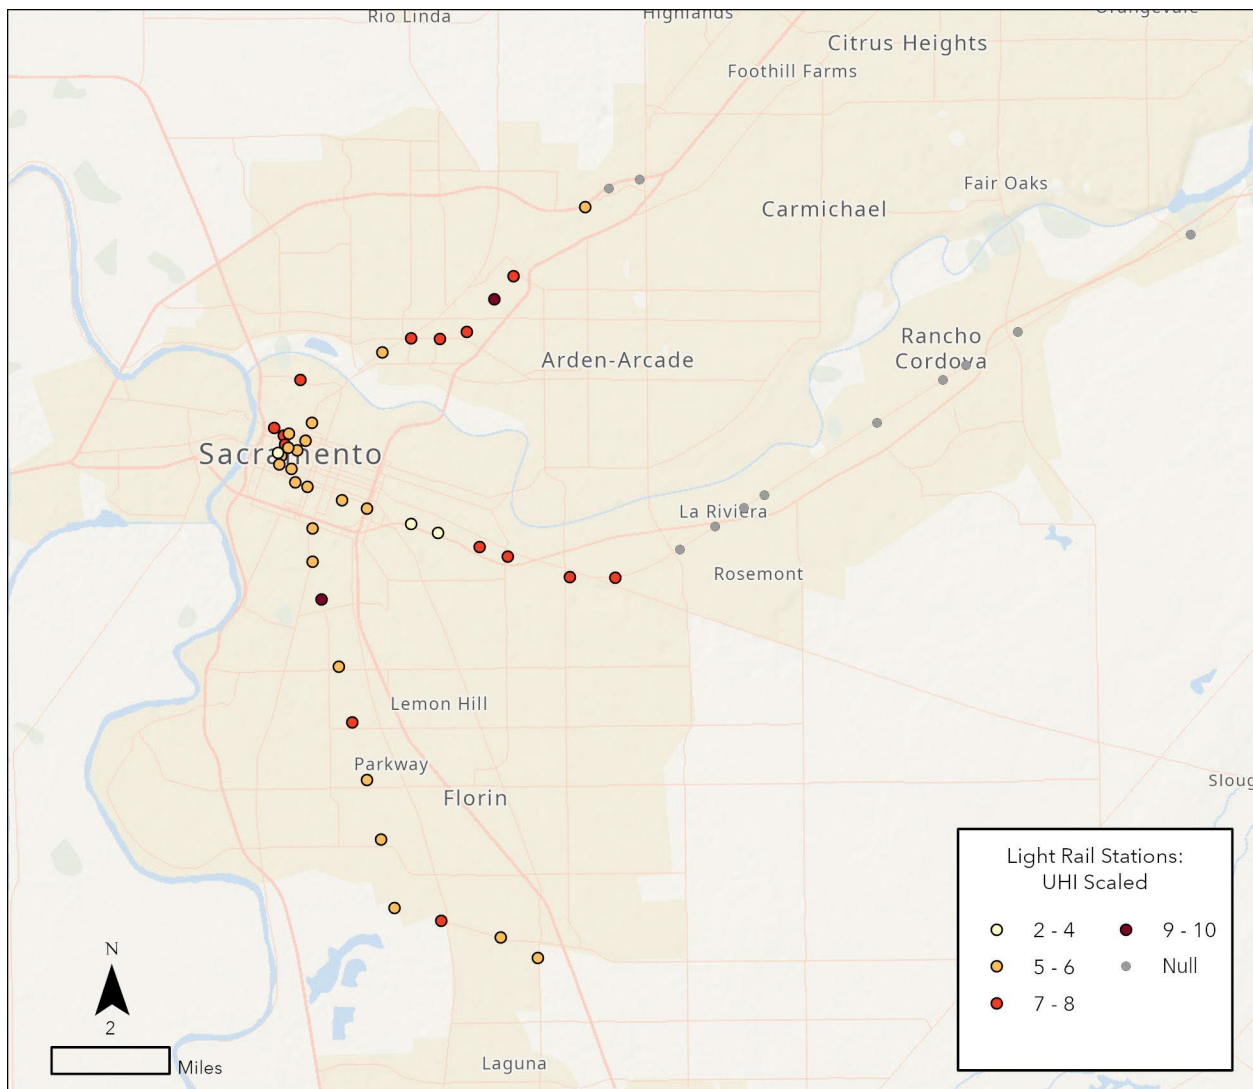 Rio Linda
Highlands
Orangevale
Citrus Heights
Foothill Farms
Fair Oaks
Carmichael
Rancho
Cordova
Arden-Arcade
Sacramento
La Riviera
Rosemont
Lemon Hill
Parkway
Florin
Sloug
Laguna
N
2
Miles
Light Rail Stations:
UHI Scaled
2 - 4
9 - 10
5 - 6
Null
7 - 8